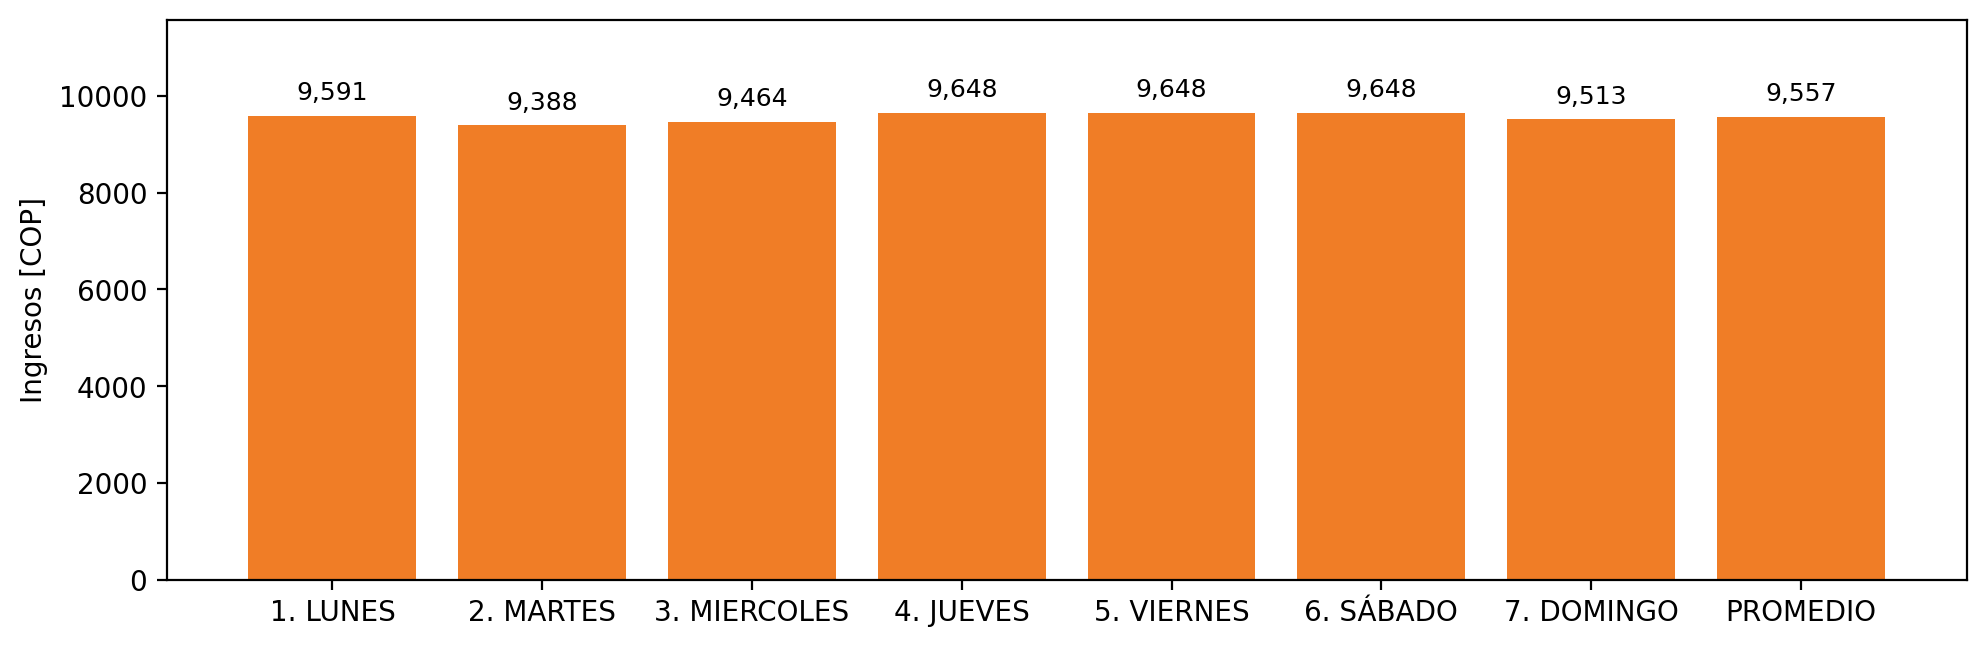 9,591
9,388
9,464
9,648
9,648
9,648
9,513
9,557
10000
8000
6000
4000
2000
0
Ingresos [COP]
1. LUNES
2. MARTES
3. MIERCOLES
4. JUEVES
5. VIERNES
6. SÁBADO
7. DOMINGO
PROMEDIO